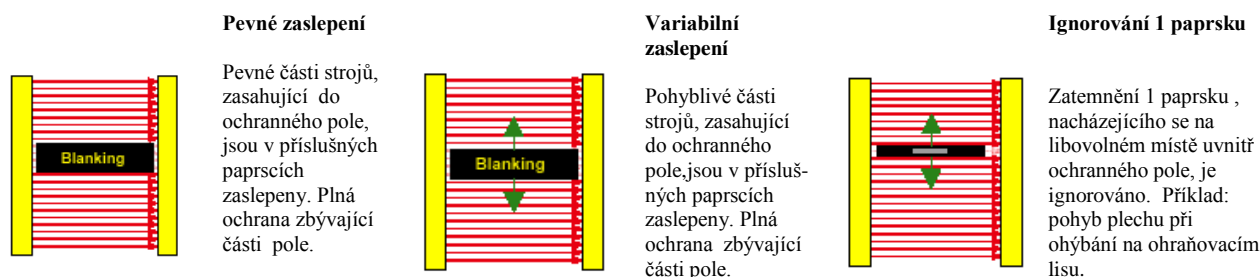 Pevné zaslepení
Pevné části strojů,
zasahující do
ochranného pole,
jsou v příslušných
paprscích
zaslepeny. Plná
ochrana zbývající
části pole.
Blanking
Variabilní
zaslepení
Pohyblivé části
strojů, zasahující
do ochranného
pole,jsou v přísluš-
ných paprscích
zaslepeny. Plná
ochrana zbývající
části pole.
Blanking
Ignorování 1 paprsku
Zatemnění 1 paprsku ,
nacházejícího se na
libovolném místě uvnitř
ochranného pole, je
ignorováno. Příklad:
pohyb plechu při
ohýbání na ohraňovacím
lisu.